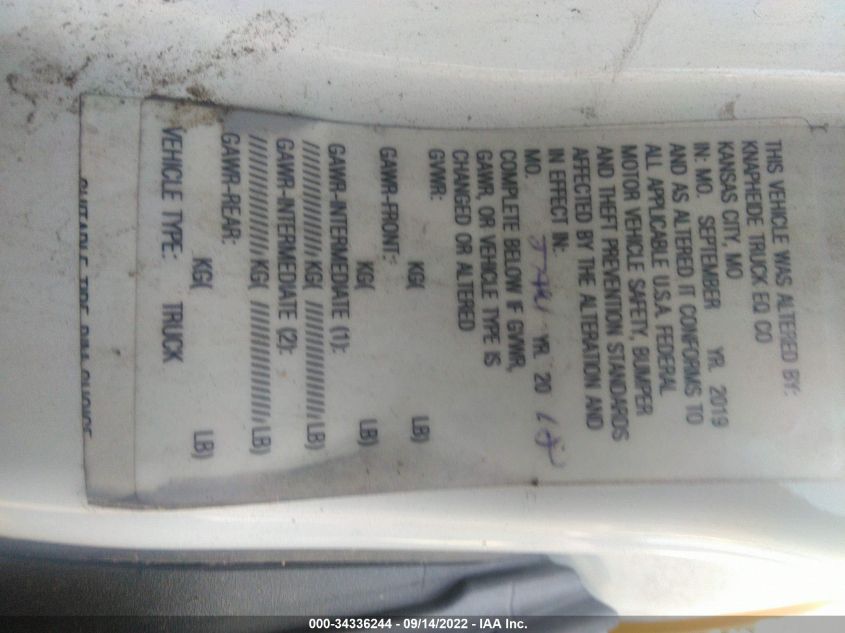 THIS VEHICLE WAS ALTERED BY:
KNAPHEIDE TRUCK EQ CO
KANSAS CITY, MO
IN: MO. SEPTEMBER YR. 2019
AND AS ALTERED IT CONFORMS TO
ALL APPLICABLE U.S.A. FEDERAL
MOTOR VEHICLE SAFETY, BUMPER
AND THEFT PREVENTION STANDARDS
AFFECTED BY THE ALTERATION AND
IN EFFECT IN:
MO. YR. 20
COMPLETE BELOW IF GVWR,
GAWR, OR VEHICLE TYPE IS
CHANGED OR ALTERED
GVWR:
KG( LB)
GAWR-FRONT:
KG( LB)
GAWR-INTERMEDIATE (1):
//////////////// KG( //////////////// LB)
GAWR-INTERMEDIATE (2):
//////////////// KG( //////////////// LB)
GAWR-REAR:
KG( LB)
VEHICLE TYPE: TRUCK
000-34336244 - 09/14/2022 - IAA Inc.